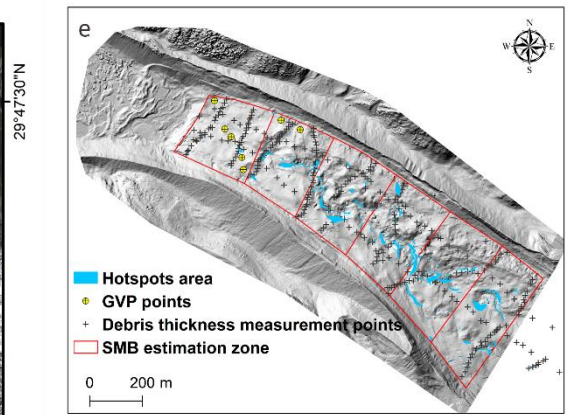 29°47'30"N
e
N
W E
S
Hotspots area
GVP points
Debris thickness measurement points
SMB estimation zone
0 200 m